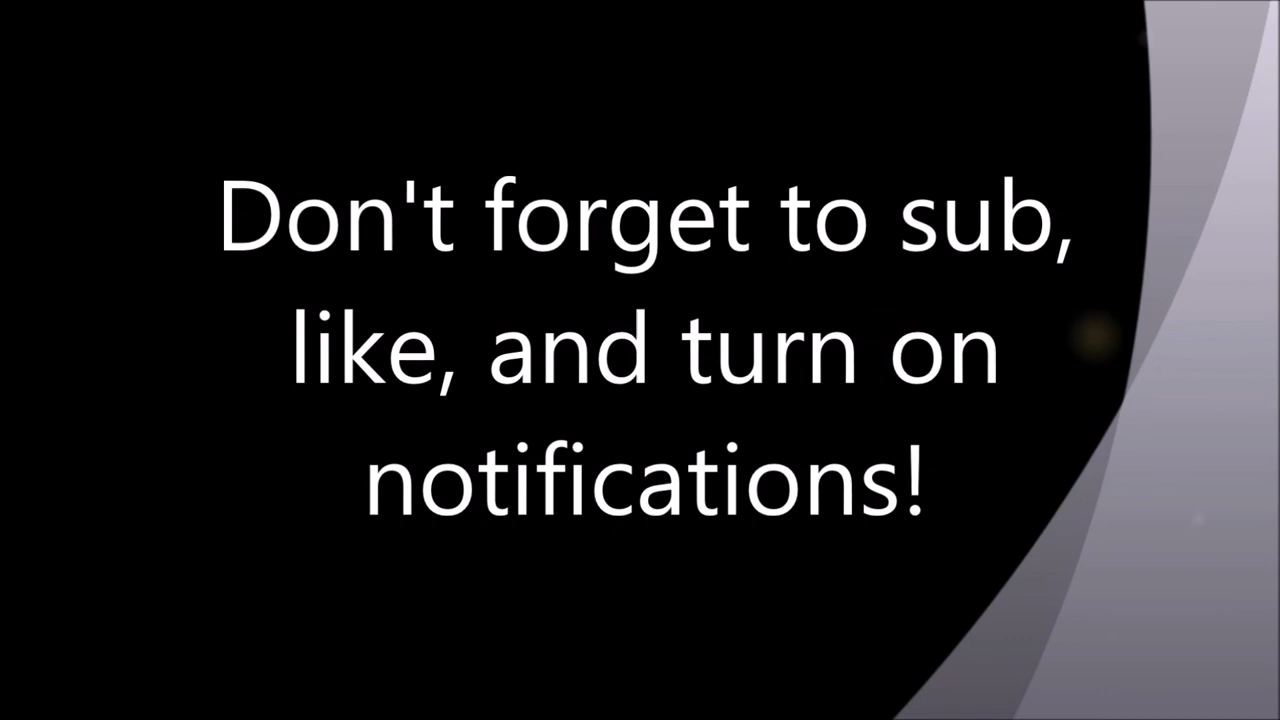 Don't forget to sub,
like, and turn on
notifications!